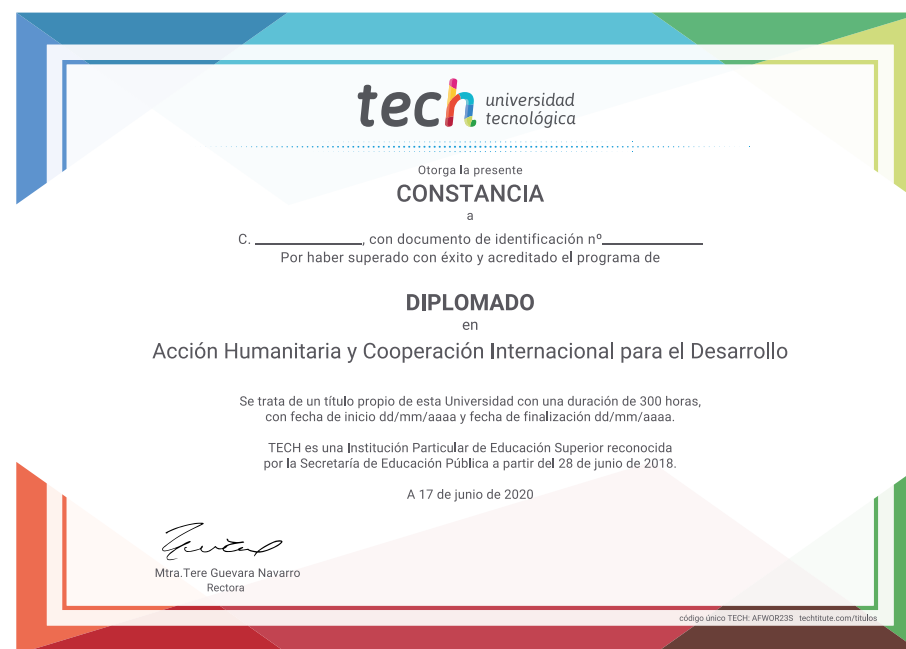 tech universidad
tecnológica
Otorga la presente
CONSTANCIA
a
C. ______________, con documento de identificación nº_____________
Por haber superado con éxito y acreditado el programa de
DIPLOMADO
en
Acción Humanitaria y Cooperación Internacional para el Desarrollo
Se trata de un título propio de esta Universidad con una duración de 300 horas,
con fecha de inicio dd/mm/aaaa y fecha de finalización dd/mm/aaaa.
TECH es una Institución Particular de Educación Superior reconocida
por la Secretaría de Educación Pública a partir del 28 de junio de 2018.
A 17 de junio de 2020
Mtra.Tere Guevara Navarro
Rectora
código único TECH: AFWOR23S techtitute.com/titulos